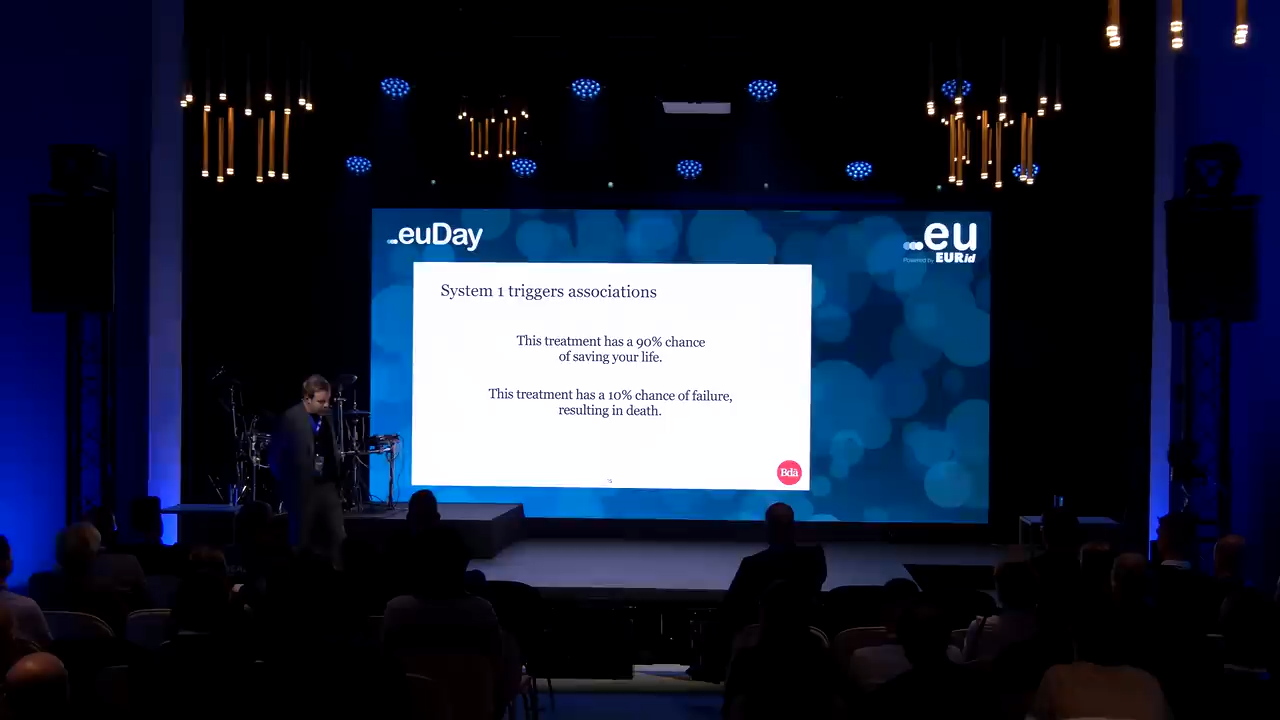 .euDay
.eu
Powered by EURid
System 1 triggers associations
This treatment has a 90% chance
of saving your life.
This treatment has a 10% chance of failure,
resulting in death.
Bdä